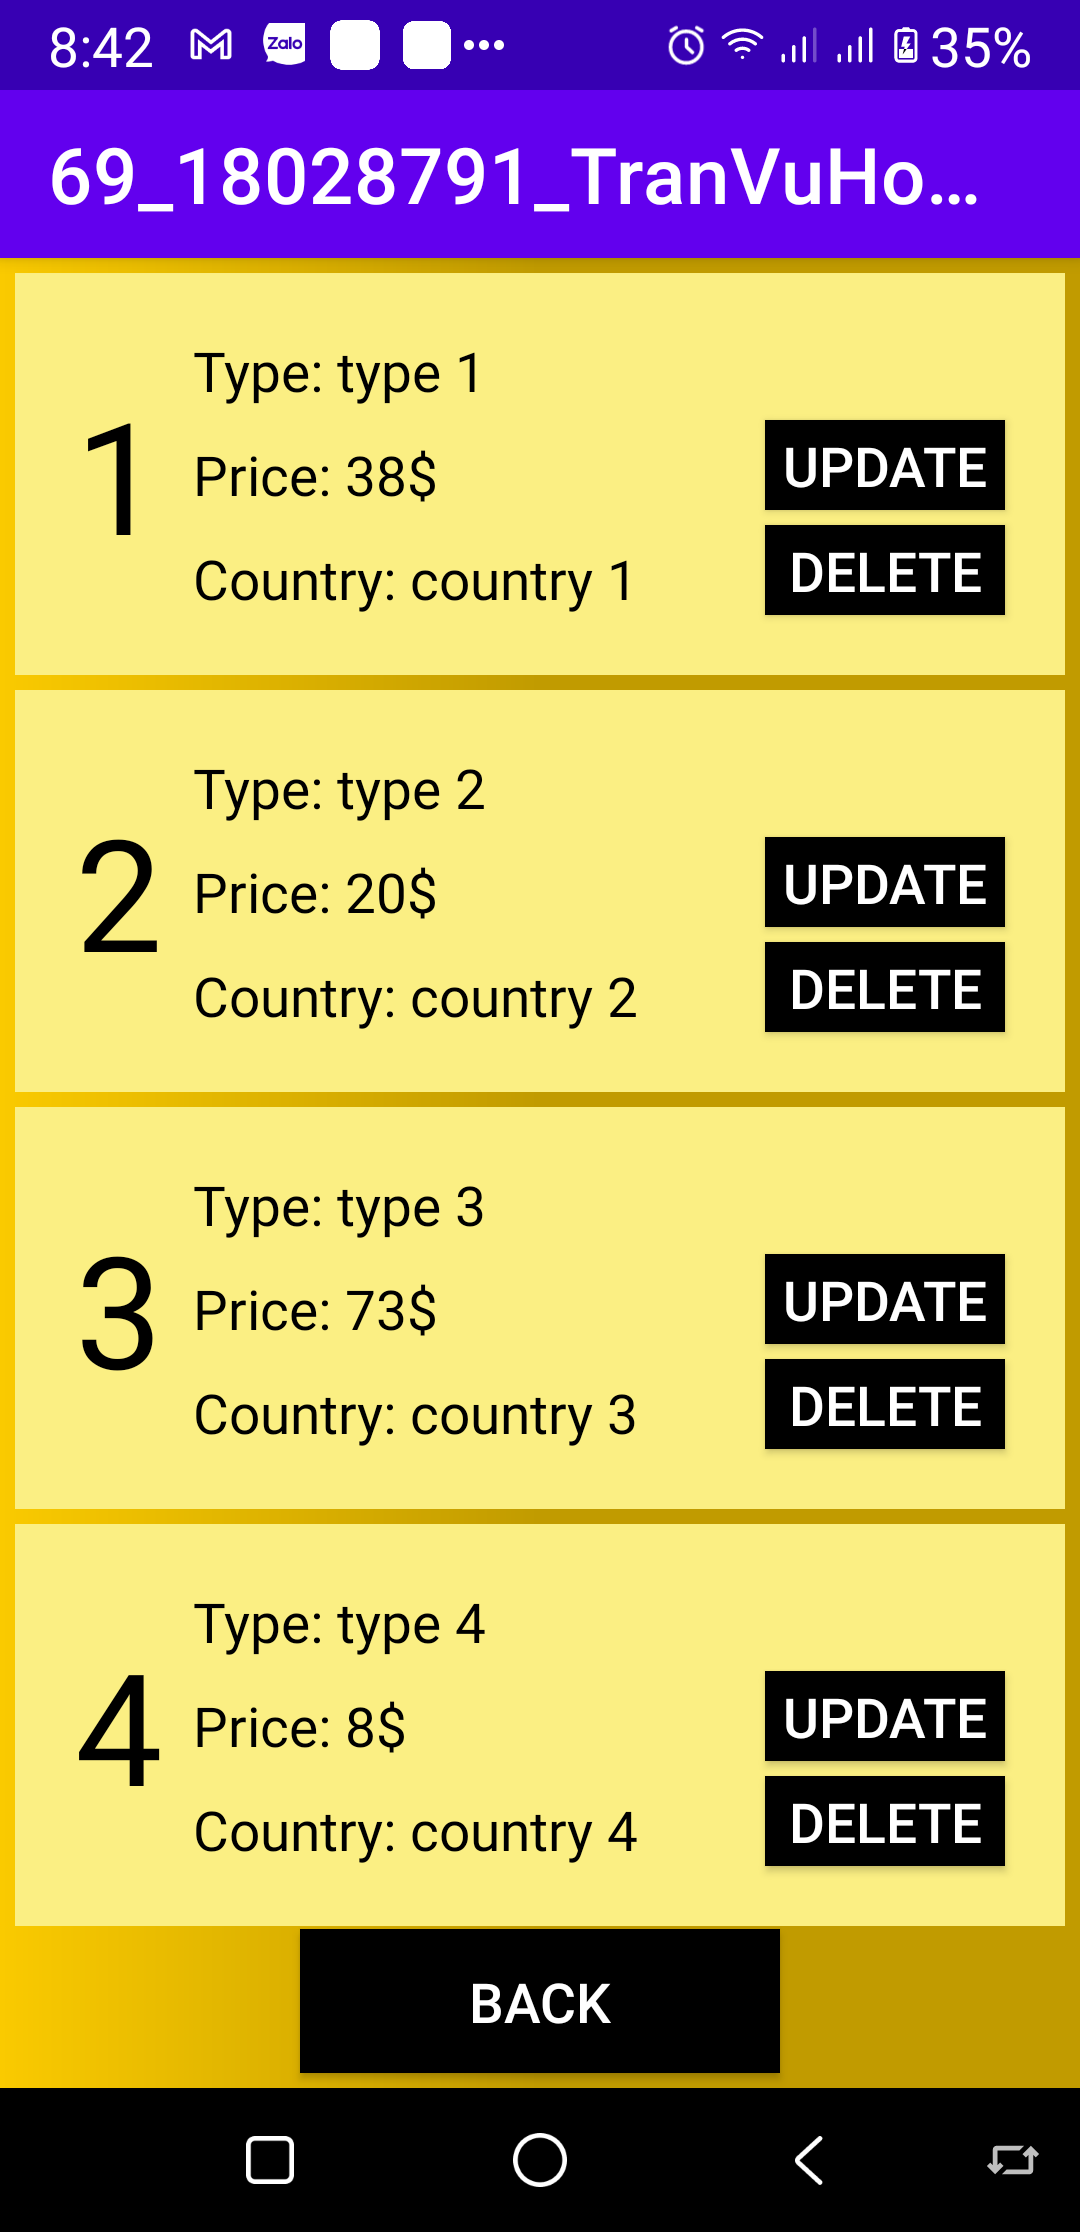 8:42 Zalo 35%
69_18028791_TranVuHo...
1
Type: type 1
Price: 38$
Country: country 1
UPDATE
DELETE
2
Type: type 2
Price: 20$
Country: country 2
UPDATE
DELETE
3
Type: type 3
Price: 73$
Country: country 3
UPDATE
DELETE
4
Type: type 4
Price: 8$
Country: country 4
UPDATE
DELETE
BACK